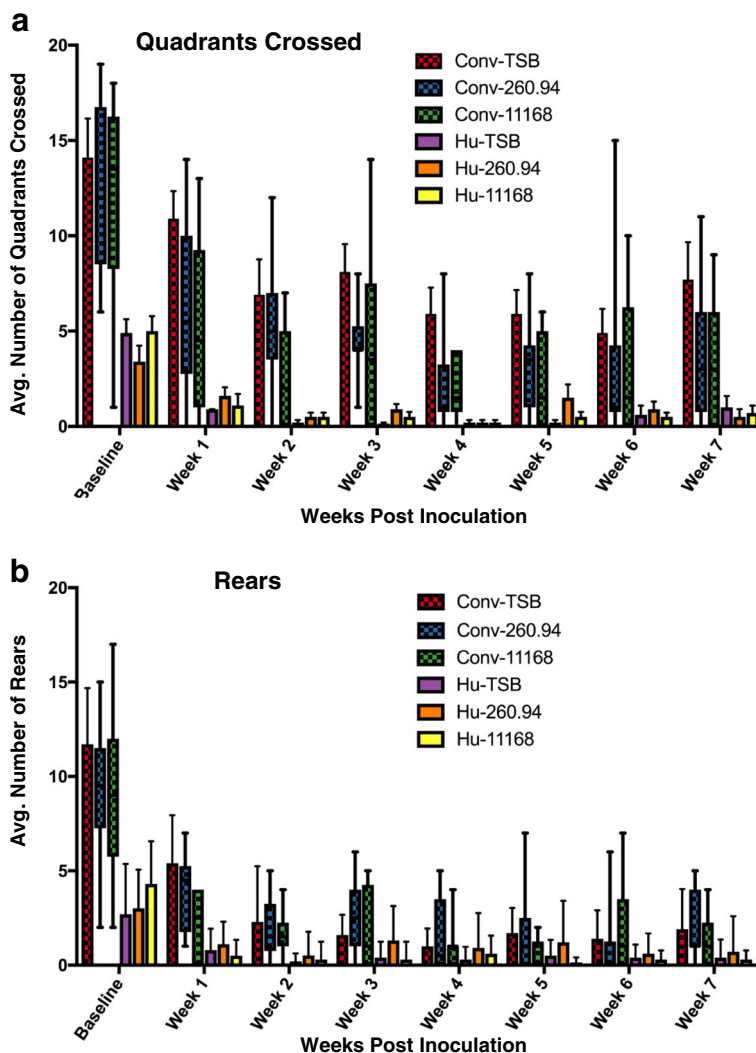 a
Quadrants Crossed
20
15
10
5
0
Avg. Number of Quadrants Crossed
Conv-TSB
Conv-260.94
Conv-11168
Hu-TSB
Hu-260.94
Hu-11168
Baseline
Week 1
Week 2
Week 3
Week 4
Week 5
Week 6
Week 7
Weeks Post Inoculation
b
Rears
20
15
10
5
0
Avg. Number of Rears
Conv-TSB
Conv-260.94
Conv-11168
Hu-TSB
Hu-260.94
Hu-11168
Baseline
Week 1
Week 2
Week 3
Week 4
Week 5
Week 6
Week 7
Weeks Post Inoculation